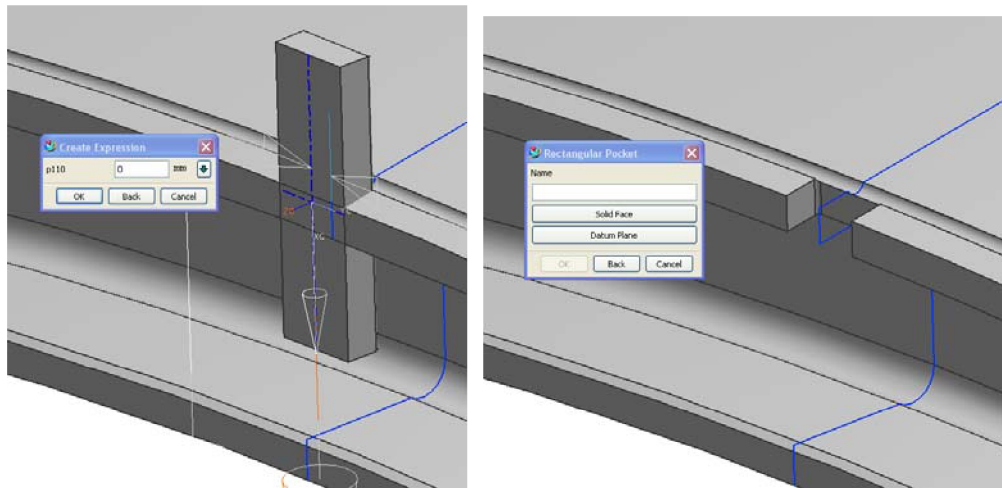 Create Expression
p110 0 mm
OK Back Cancel
XC
Rectangular Pocket
Name
Solid Face
Datum Plane
OK Back Cancel